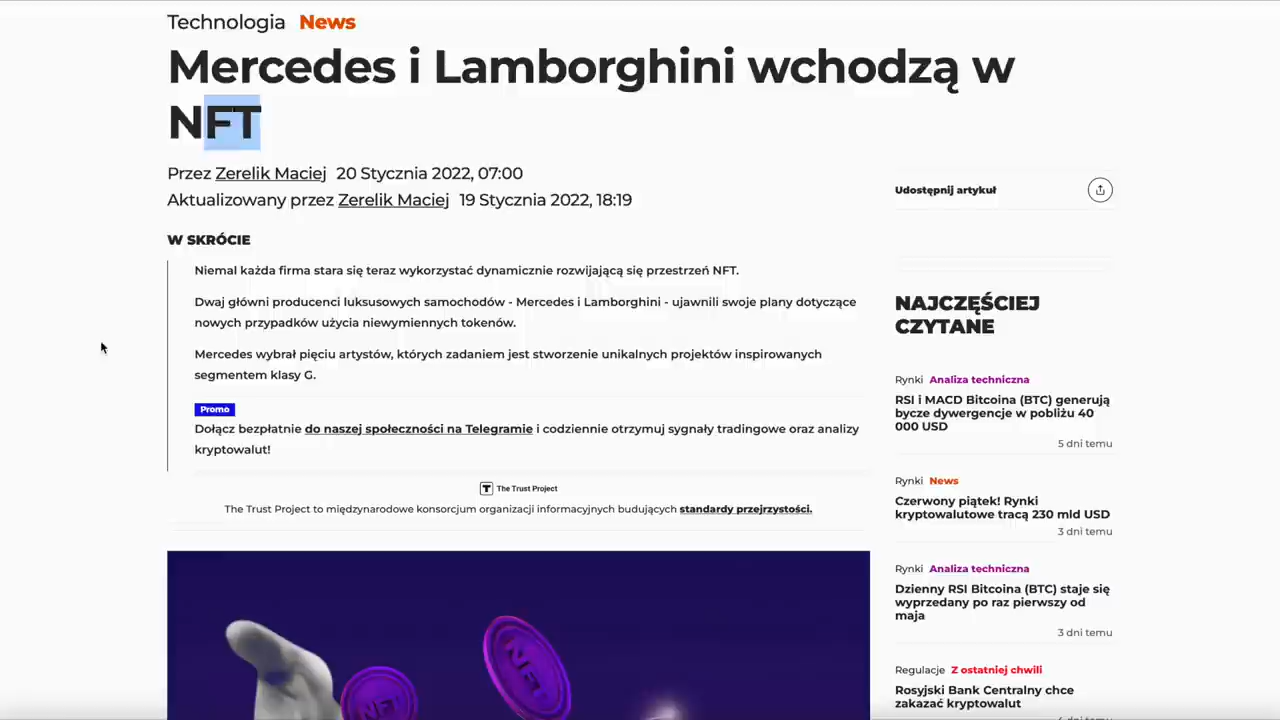 Technologia News
Mercedes i Lamborghini wchodzą w
NFT
Przez Zerelik Maciej 20 Stycznia 2022, 07:00
Aktualizowany przez Zerelik Maciej 19 Stycznia 2022, 18:19
W SKRÓCIE
Niemal każda firma stara się teraz wykorzystać dynamicznie rozwijającą się przestrzeń NFT.
Dwaj główni producenci luksusowych samochodów - Mercedes i Lamborghini - ujawnili swoje plany dotyczące
nowych przypadków użycia niewymiennych tokenów.
Mercedes wybrał pięciu artystów, których zadaniem jest stworzenie unikalnych projektów inspirowanych
segmentem klasy G.
Promo
Dołącz bezpłatnie do naszej społeczności na Telegramie i codziennie otrzymuj sygnały tradingowe oraz analizy
kryptowalut!
T The Trust Project
The Trust Project to międzynarodowe konsorcjum organizacji informacyjnych budujących standardy przejrzystości.
NFT
NFT
Udostępnij artykuł
NAJCZĘŚCIEJ
CZYTANE
Rynki Analiza techniczna
RSI i MACD Bitcoina (BTC) generują
bycze dywergencje w pobliżu 40
000 USD
5 dni temu
Rynki News
Czerwony piątek! Rynki
kryptowalutowe tracą 230 mld USD
3 dni temu
Rynki Analiza techniczna
Dzienny RSI Bitcoina (BTC) staje się
wyprzedany po raz pierwszy od
maja
3 dni temu
Regulacje Z ostatniej chwili
Rosyjski Bank Centralny chce
zakazać kryptowalut